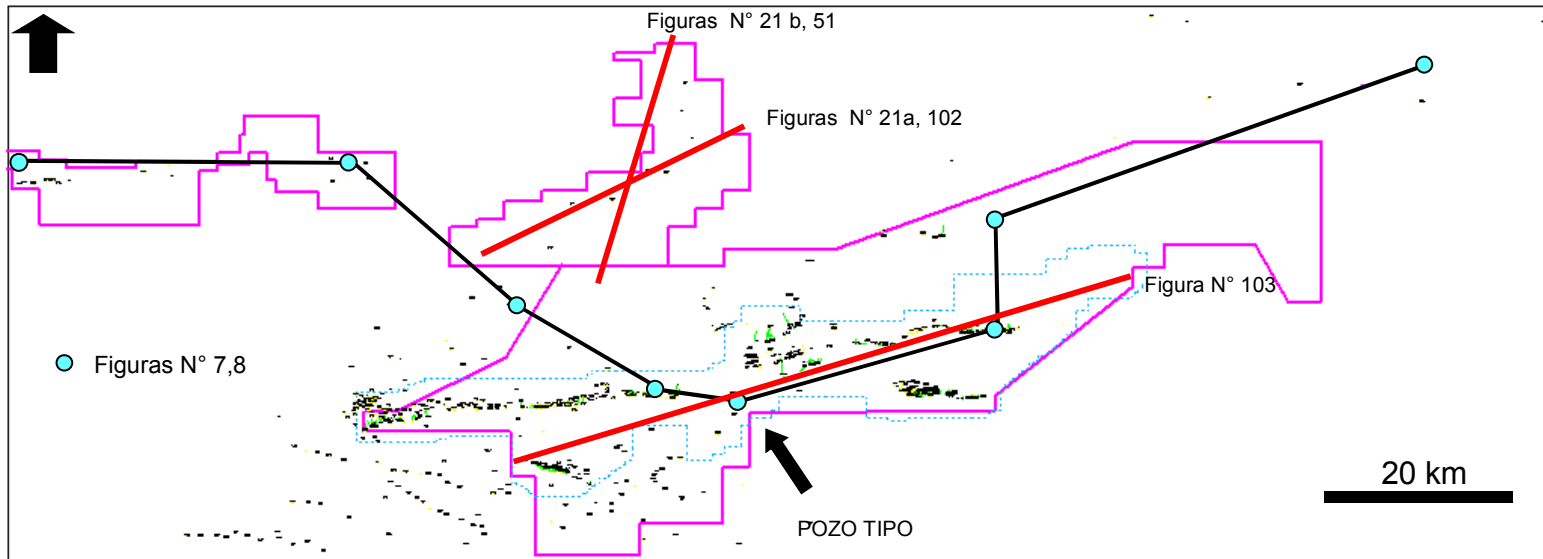 Figuras N° 21 b, 51
Figuras N° 21a, 102
Figura N° 103
Figuras N° 7,8
20 km
POZO TIPO